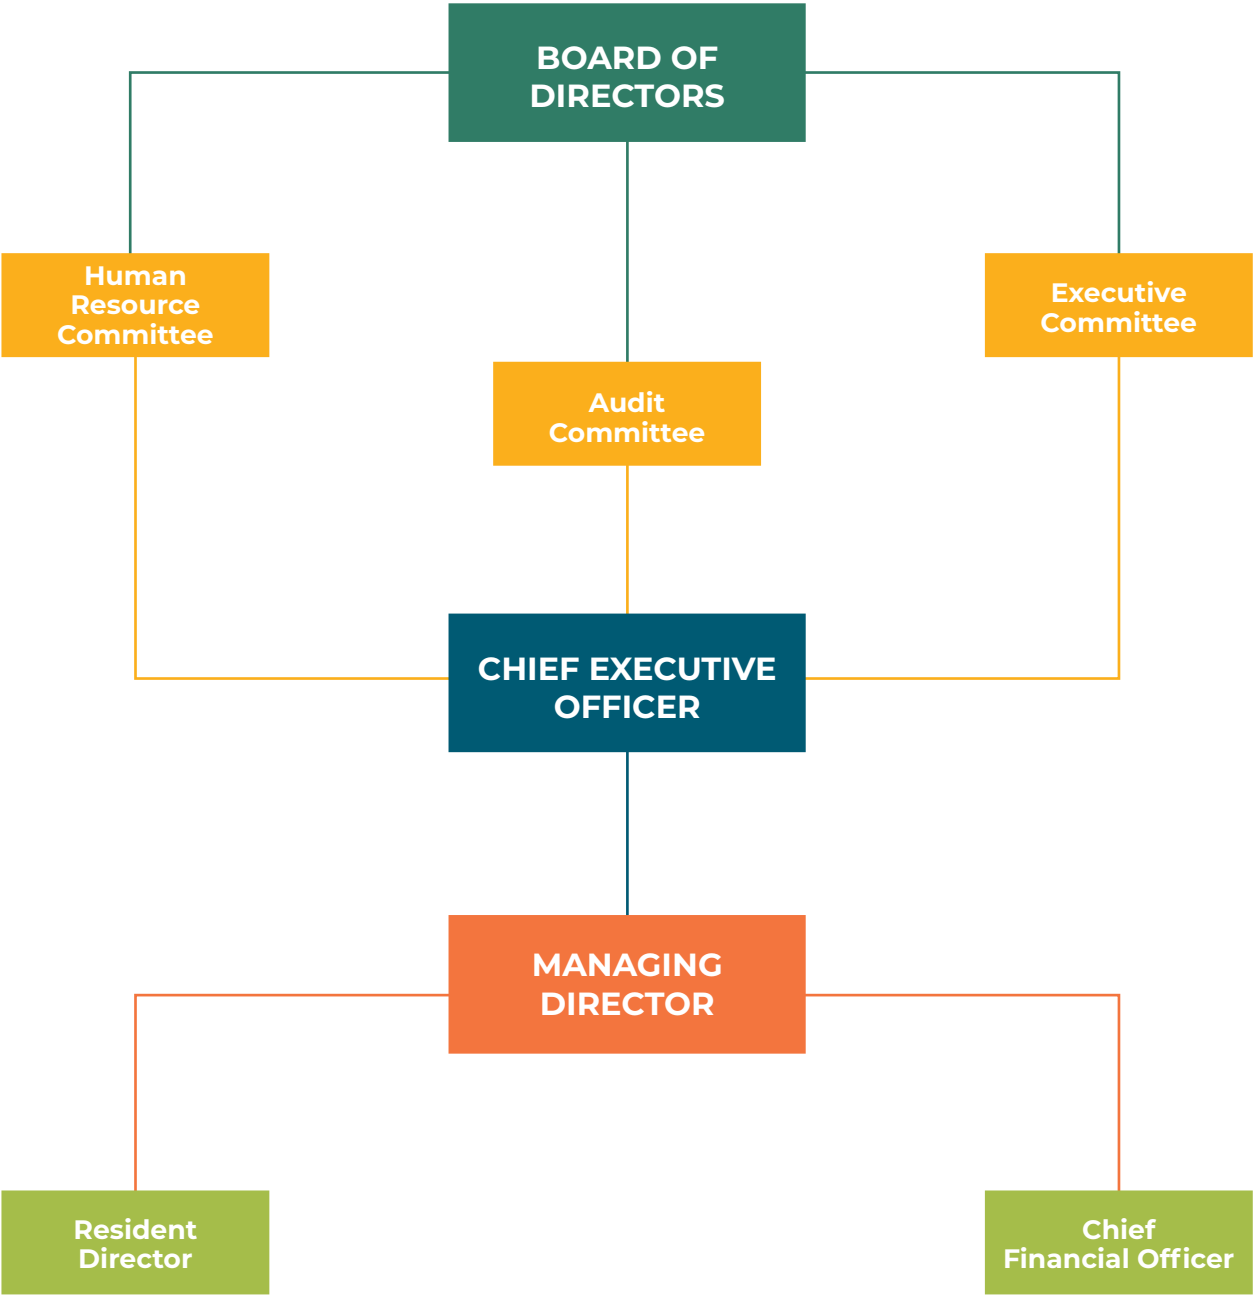 BOARD OF
DIRECTORS
Human
Resource
Committee
Executive
Committee
Audit
Committee
CHIEF EXECUTIVE
OFFICER
MANAGING
DIRECTOR
Resident
Director
Chief
Financial Officer